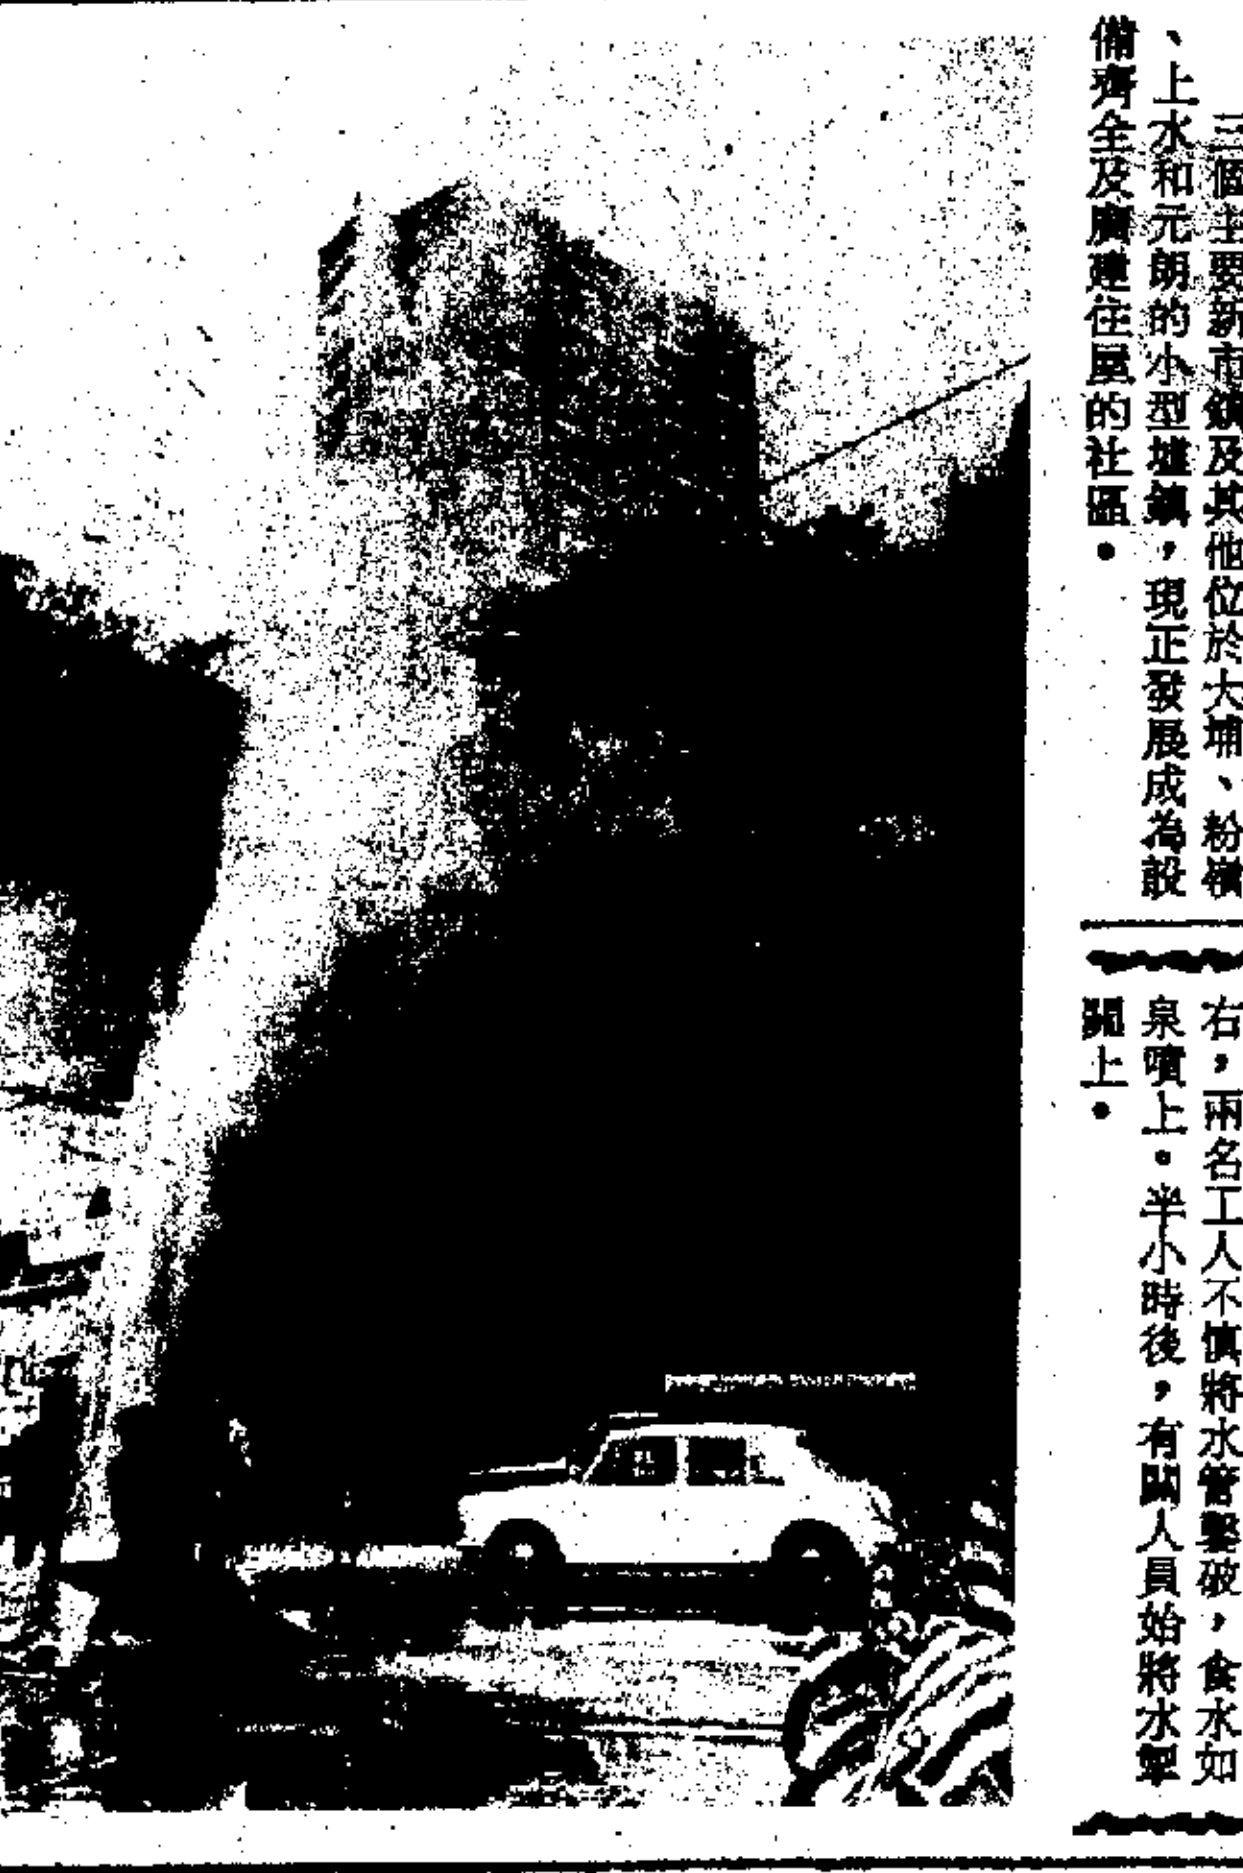 三個主要新市鎮及其他位於大埔、粉嶺
、上水和元朗的小型墟鎮，現正發展成為設
備齊全及廣建住屋的社區。
右，兩名工人不慎將水管鑿破，食水如
泉噴上。半小時後，有關人員始將水掣
關上。